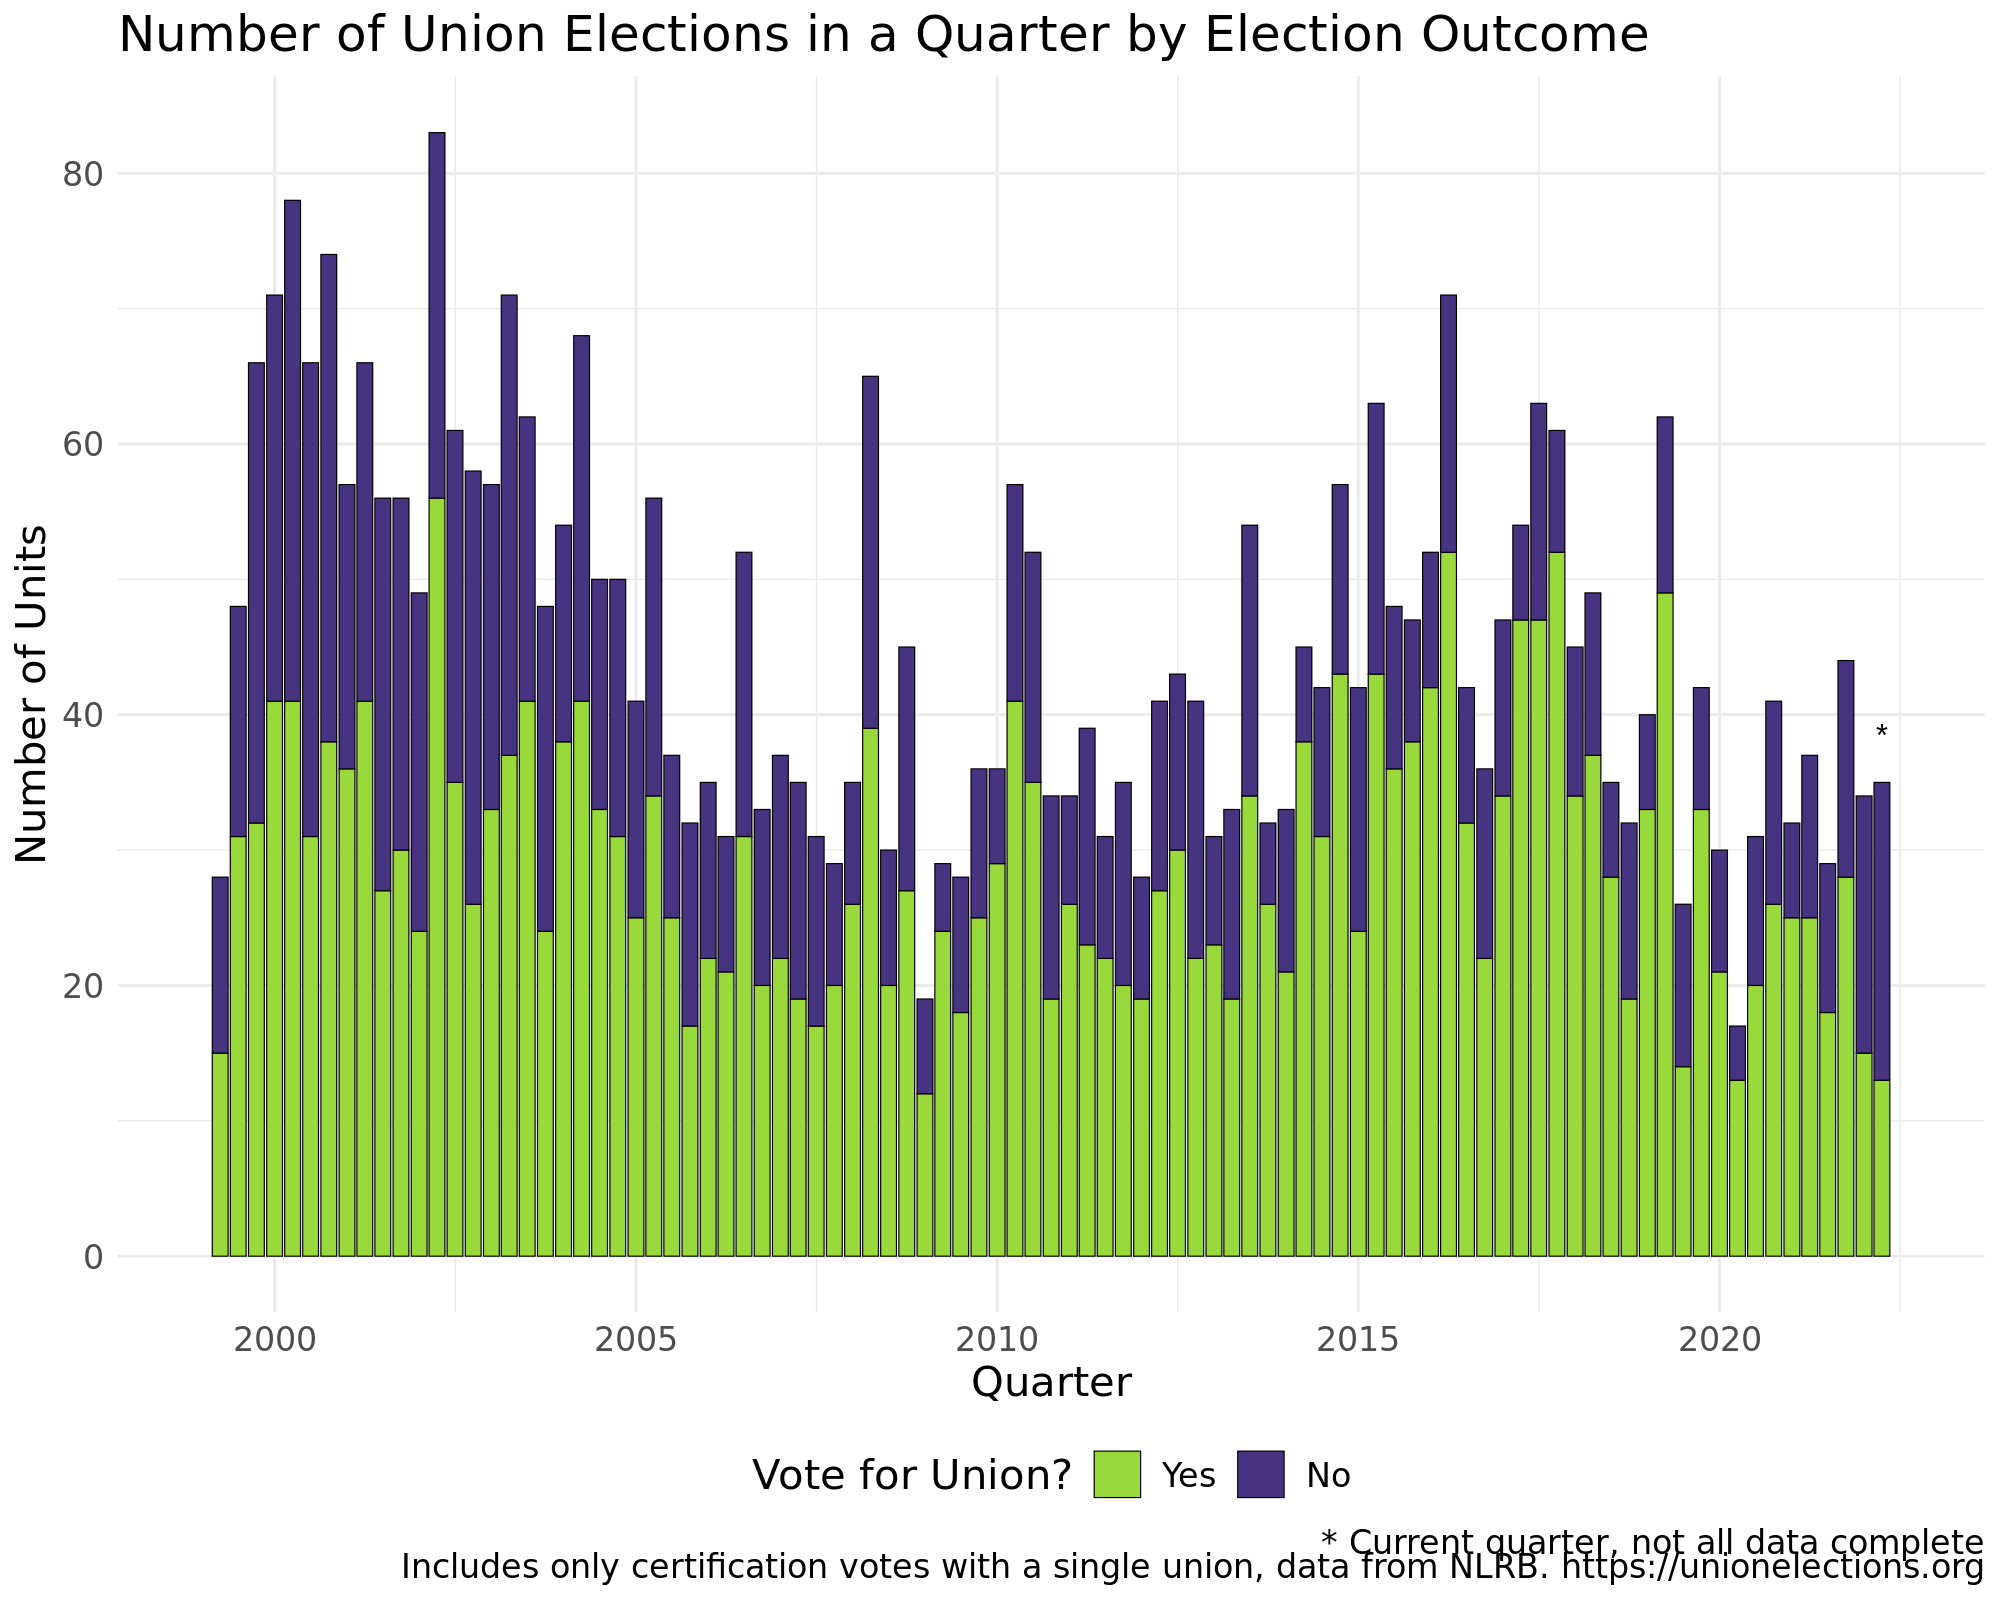 Number of Union Elections in a Quarter by Election Outcome
Number of Units
80
60
40
20
0
*
2000 2005 2010 2015 2020
Quarter
Vote for Union? Yes No
* Current quarter, not all data complete
Includes only certification votes with a single union, data from NLRB. https://unionelections.org